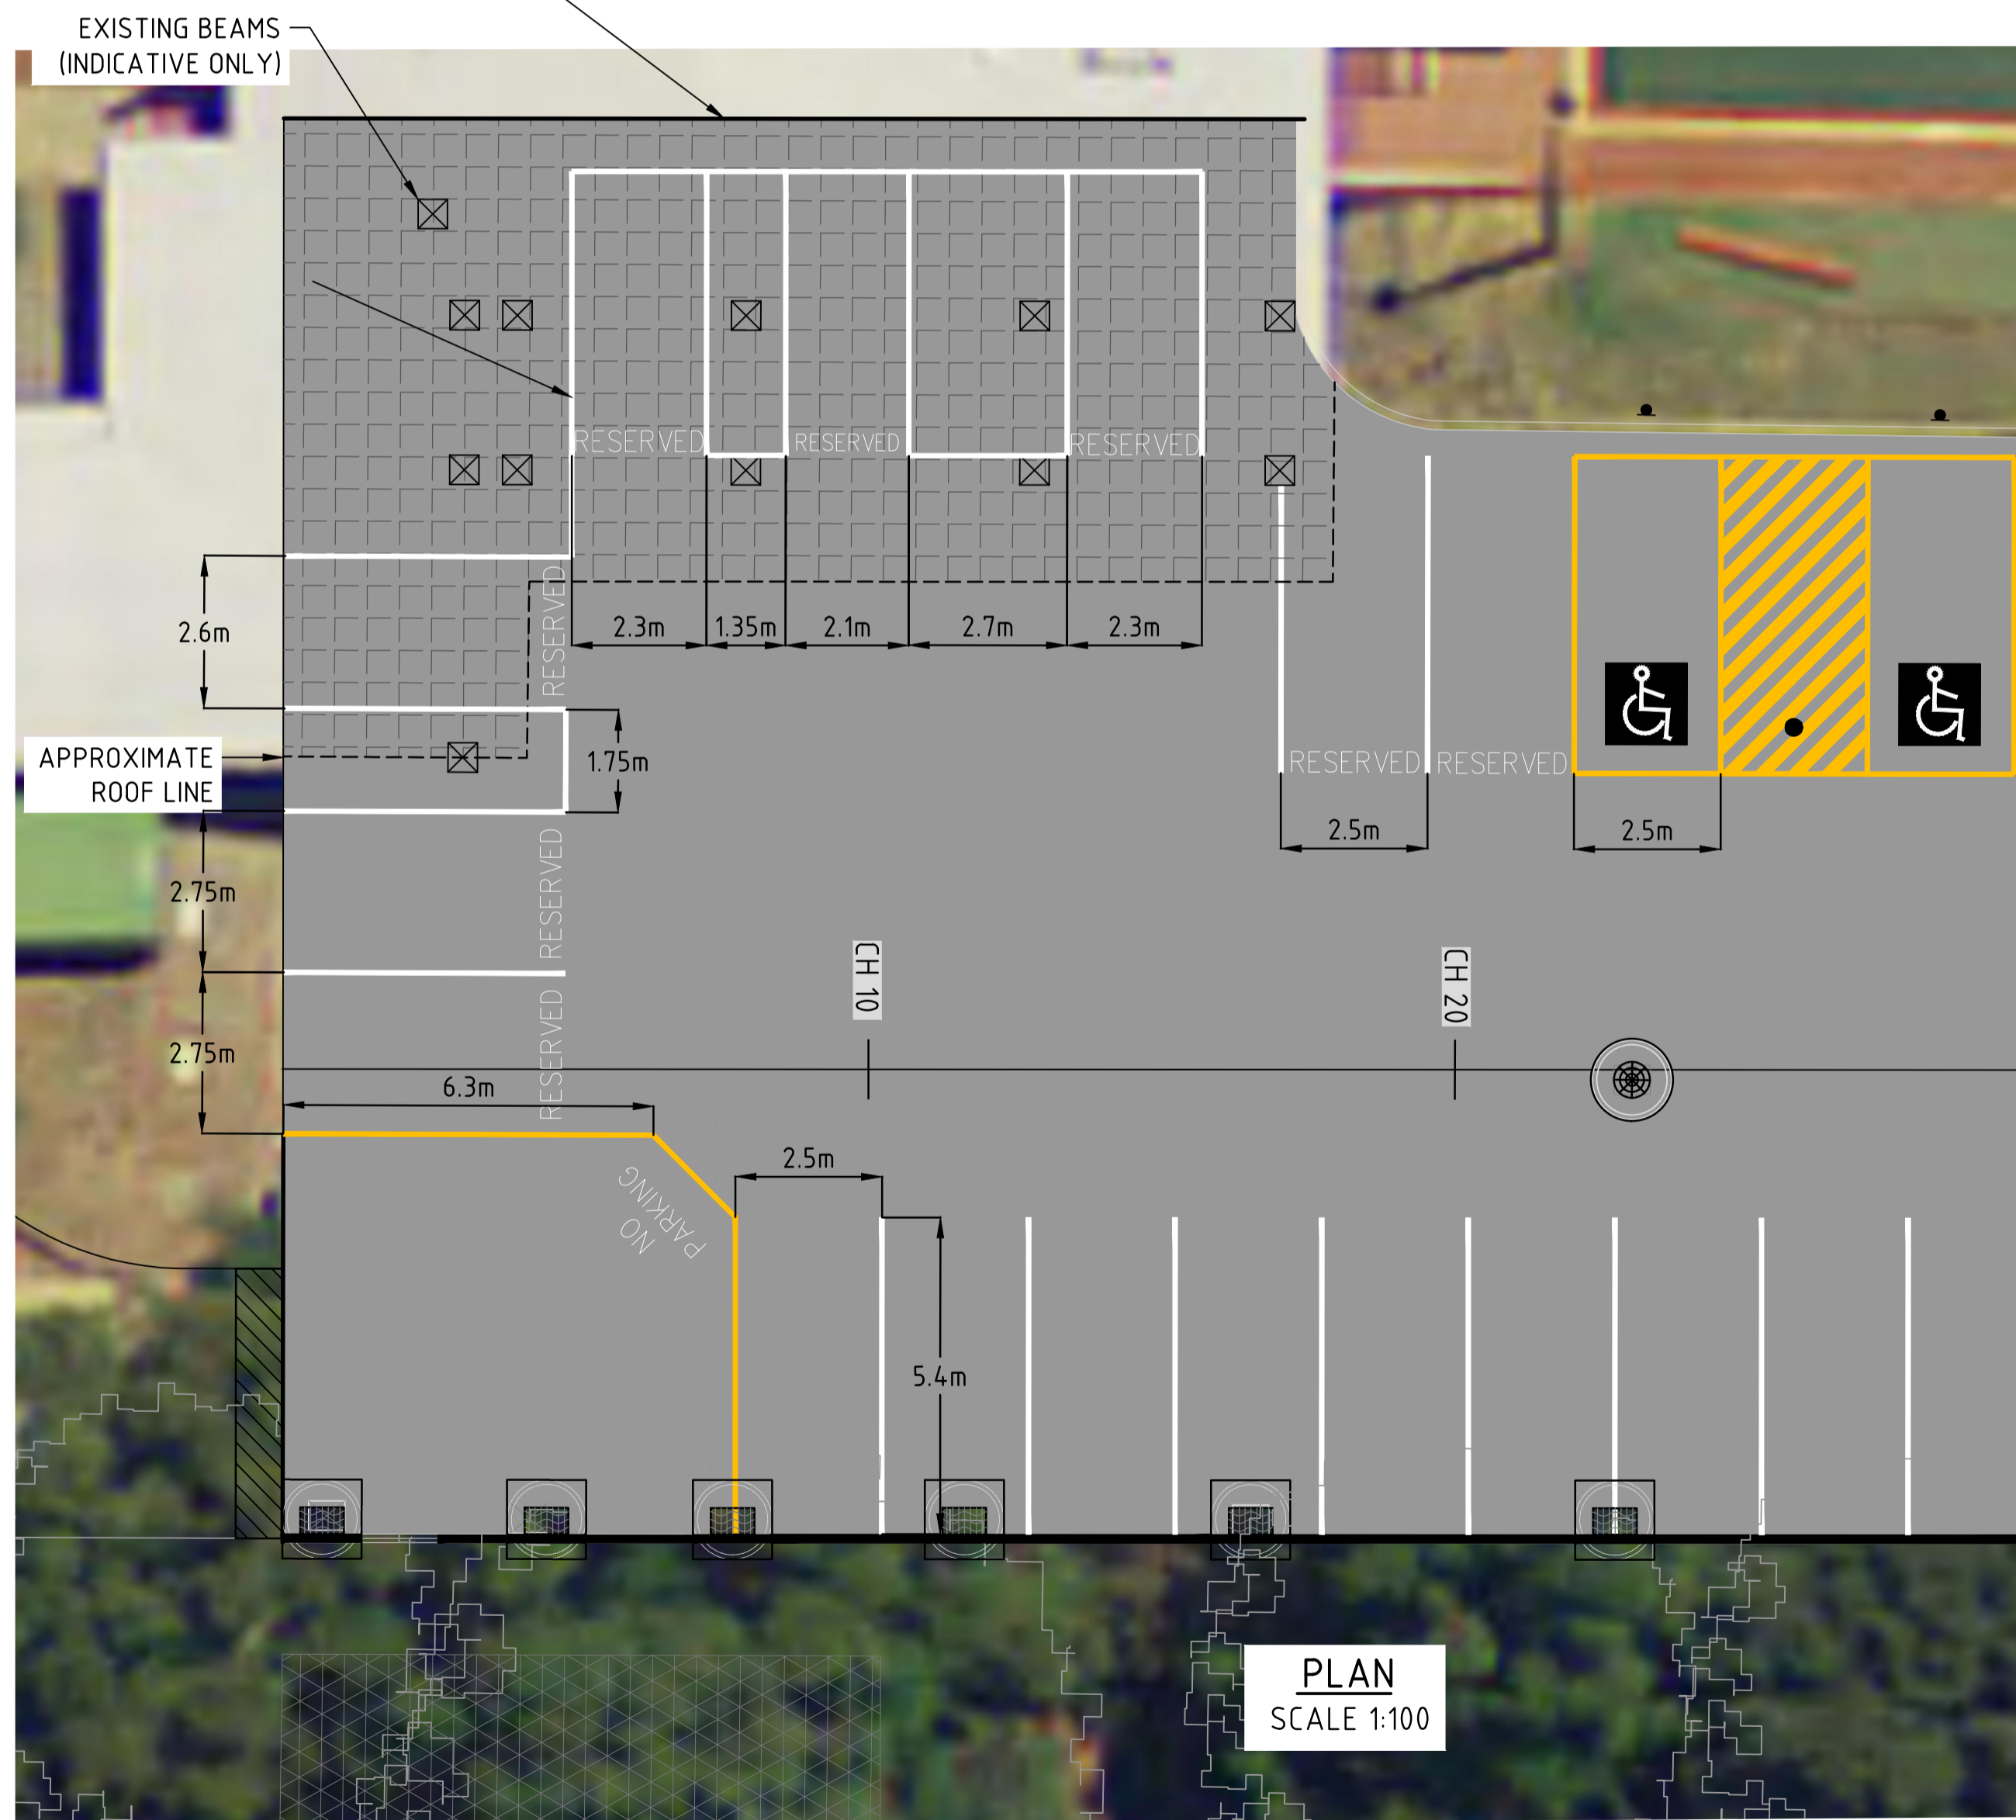 EXISTING BEAMS
(INDICATIVE ONLY)
RESERVED
RESERVED
RESERVED
2.3m
1.35m
2.1m
2.7m
2.3m
2.6m
RESERVED
APPROXIMATE
ROOF LINE
1.75m
RESERVED
RESERVED
2.5m
2.5m
2.75m
RESERVED
CH 10
CH 20
2.75m
RESERVED
6.3m
2.5m
NO
PARKING
5.4m
PLAN
SCALE 1:100